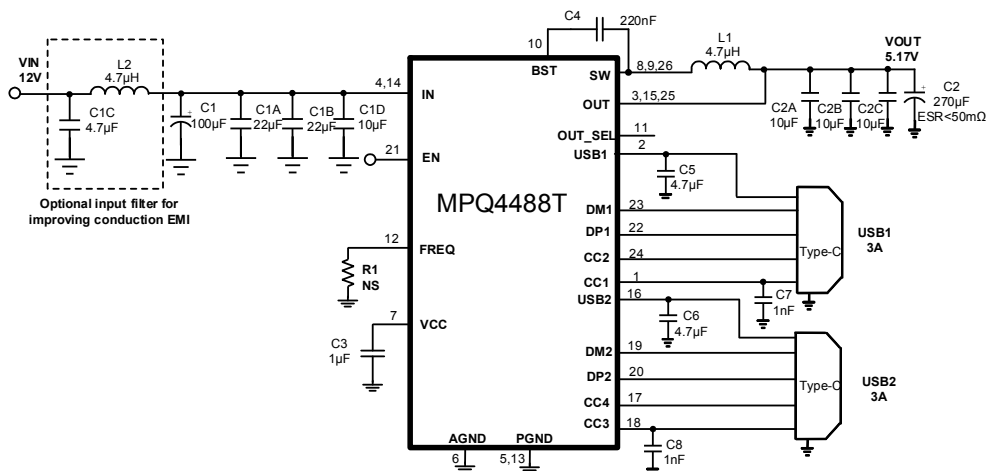 VIN
12V
L2
4.7µH
C1C
4.7µF
Optional input filter for
improving conduction EMI
C1
100µF
C1A
22µF
C1B
22µF
C1D
10µF
4,14
IN
21
EN
12
FREQ
R1
NS
7
VCC
C3
1µF
MPQ4488T
AGND
6
PGND
5,13
C4
220nF
10
BST
SW
8,9,26
L1
4.7µH
VOUT
5.17V
OUT
3,15,25
C2A
10µF
C2B
10µF
C2C
10µF
C2
270µF
ESR<50mΩ
OUT_SEL
11
USB1
2
C5
4.7µF
DM1
23
DP1
22
CC2
24
CC1
1
C7
1nF
Type-C
USB1
3A
USB2
16
C6
4.7µF
DM2
19
DP2
20
CC4
17
CC3
18
C8
1nF
Type-C
USB2
3A